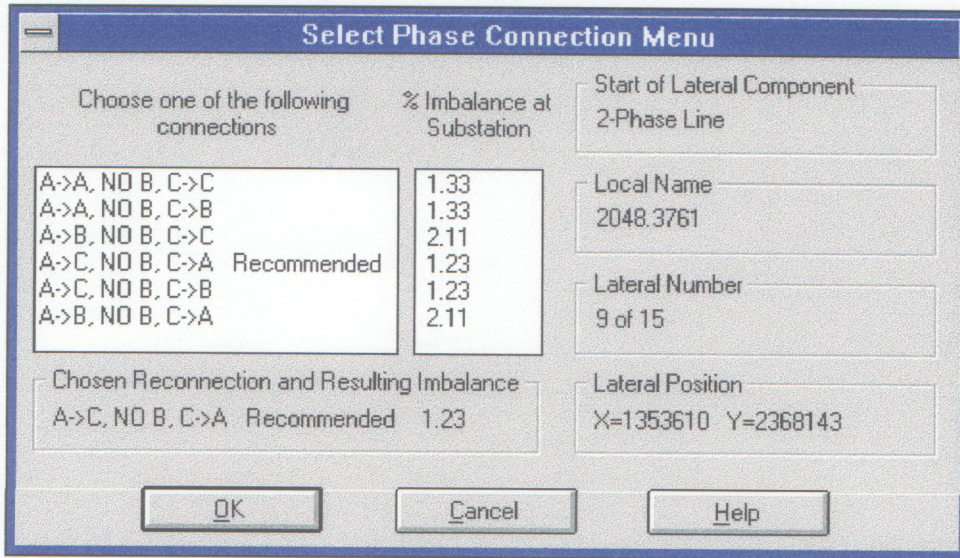 Select Phase Connection Menu
Choose one of the following
connections
% Imbalance at
Substation
A->A, NO B, C->C
A->A, NO B, C->B
A->B, NO B, C->C
A->C, NO B, C->A Recommended
A->C, NO B, C->B
A->B, NO B, C->A
1.33
1.33
2.11
1.23
1.23
2.11
Chosen Reconnection and Resulting Imbalance
A->C, NO B, C->A Recommended 1.23
Start of Lateral Component
2-Phase Line
Local Name
2048.3761
Lateral Number
9 of 15
Lateral Position
X=1353610 Y=2368143
OK
Cancel
Help